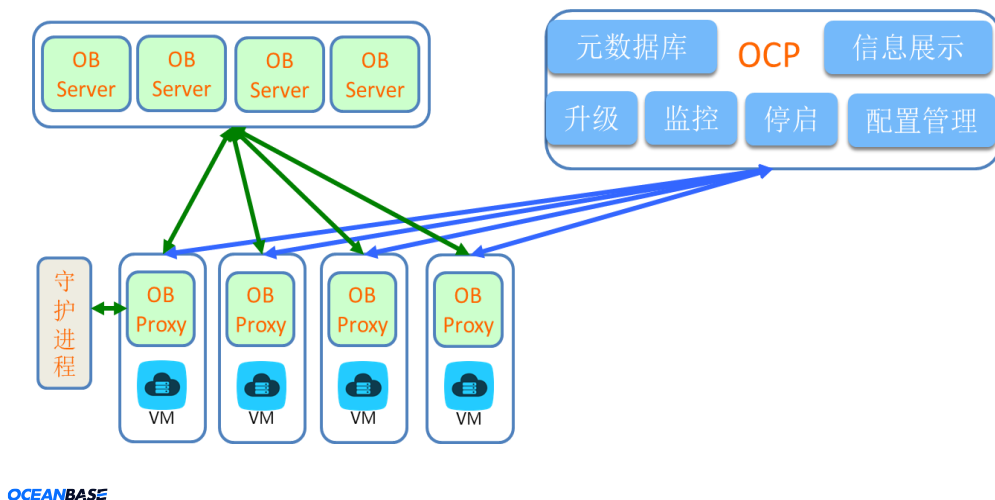 OB
Server
OB
Server
OB
Server
OB
Server
元数据库
OCP
信息展示
升级
监控
停启
配置管理
守
护
进
程
OB
Proxy
VM
OB
Proxy
VM
OB
Proxy
VM
OB
Proxy
VM
OCEANBASE